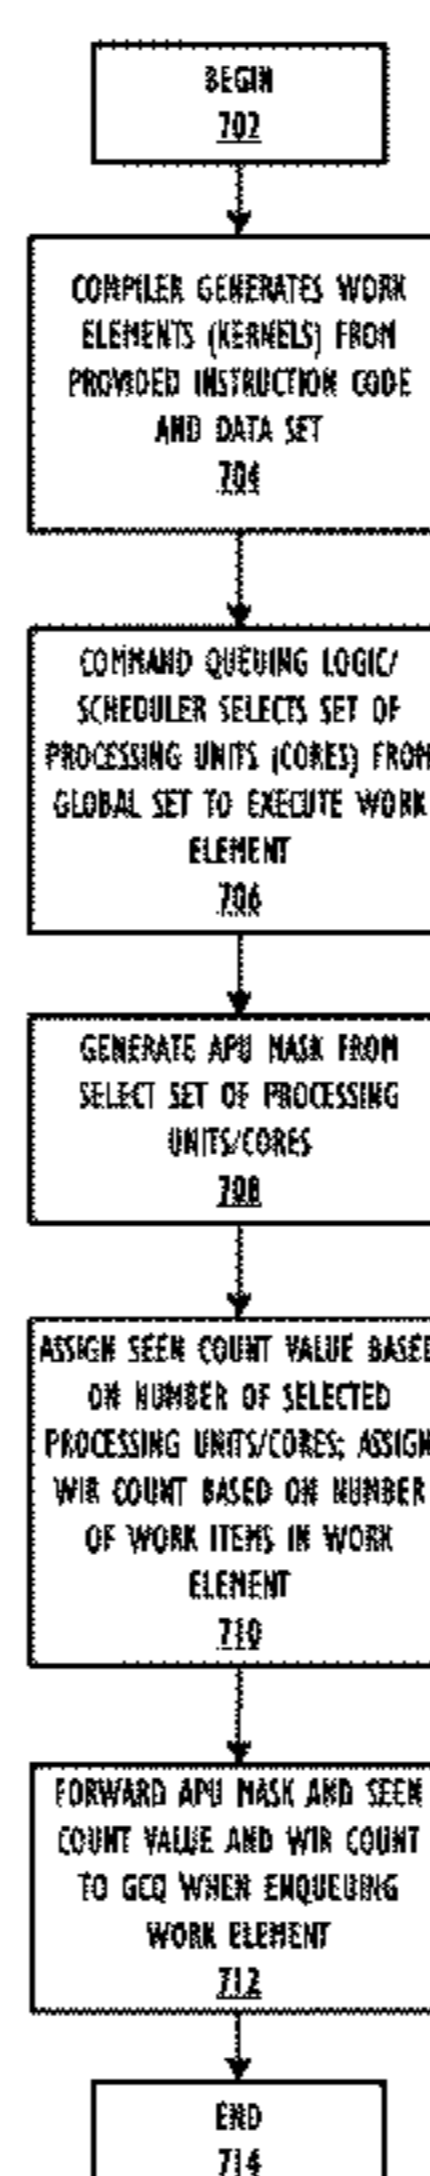 BEGIN
702
COMPILER GENERATES WORK
ELEMENTS (KERNELS) FROM
PROVIDED INSTRUCTION CODE
AND DATA SET
704
COMMAND QUEUING LOGIC/
SCHEDULER SELECTS SET OF
PROCESSING UNITS (CORES) FROM
GLOBAL SET TO EXECUTE WORK
ELEMENT
706
GENERATE APU MASK FROM
SELECT SET OF PROCESSING
UNITS/CORES
708
ASSIGN SEEN COUNT VALUE BASED
ON NUMBER OF SELECTED
PROCESSING UNITS/CORES; ASSIGN
WIR COUNT BASED ON NUMBER
OF WORK ITEMS IN WORK
ELEMENT
710
FORWARD APU MASK AND SEEN
COUNT VALUE AND WIR COUNT
TO GCQ WHEN ENQUEUING
WORK ELEMENT
712
END
714